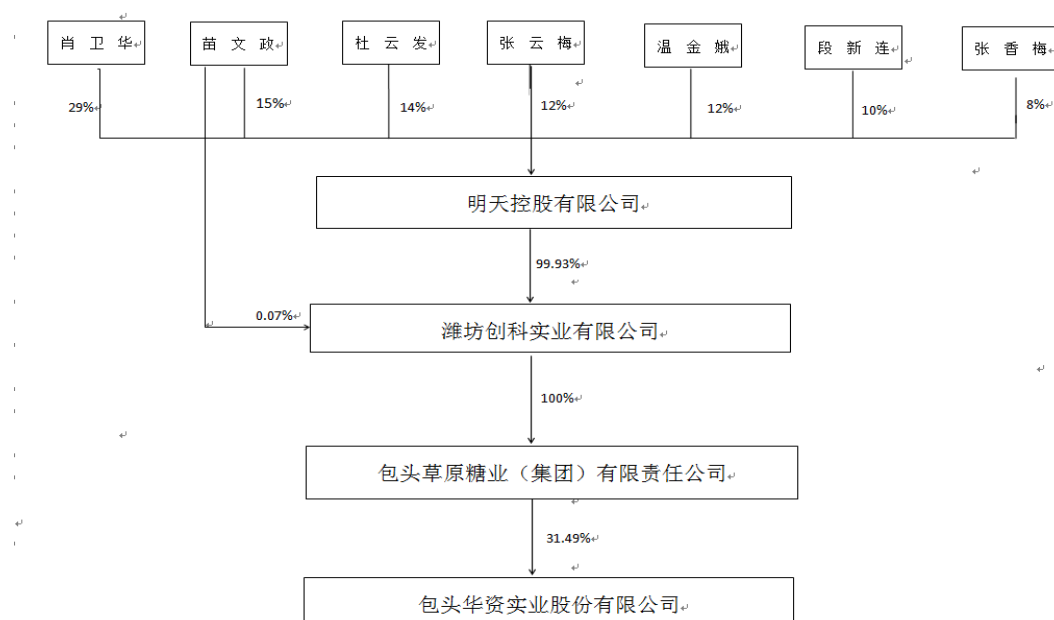 肖 卫 华
苗 文 政
杜 云 发
张 云 梅
温 金 娥
段 新 连
张 香 梅
29%
15%
14%
12%
12%
10%
8%
明天控股有限公司
99.93%
0.07%
潍坊创科实业有限公司
100%
包头草原糖业（集团）有限责任公司
31.49%
包头华资实业股份有限公司